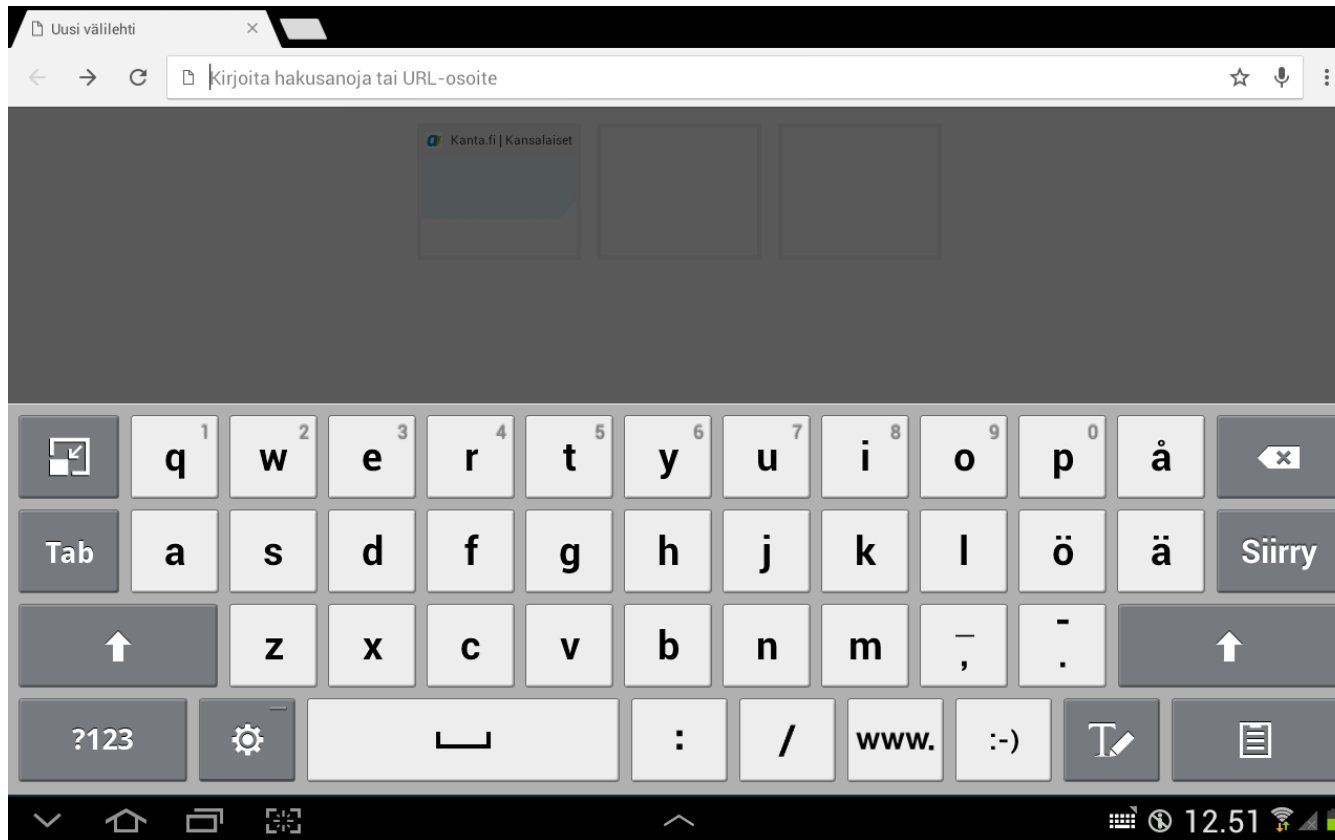 Uusi välilehti
Kirjoita hakusanoja tai URL-osoite
Kanta.fi | Kansalaiset
q 1 w 2 e 3 r 4 t 5 y 6 u 7 i 8 o 9 p 0 å
Tab a s d f g h j k l ö ä Siirry
z x c v b n m _ , - .
?123 : / www. :-)
12.51